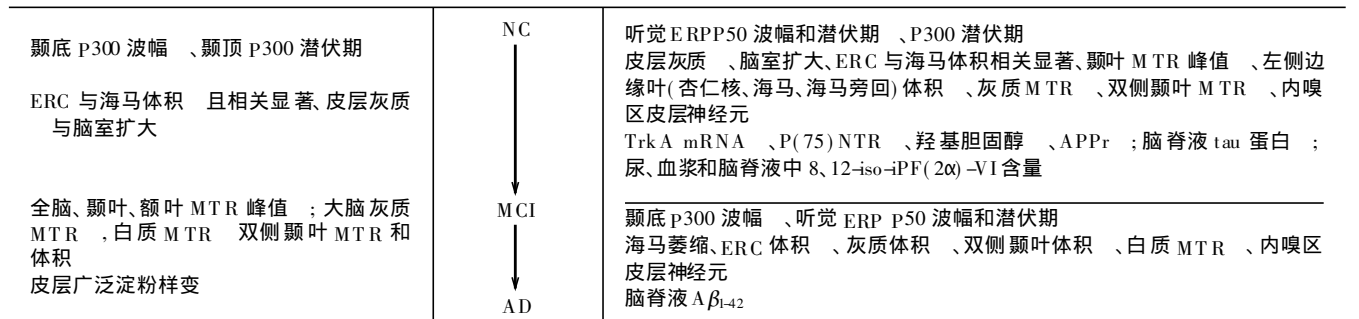 颞底 P300 波幅 、颞顶 P300 潜伏期
ERC 与海马体积 且相关显著、皮层灰质
与脑室扩大
全脑、颞叶、额叶 MTR 峰值 ; 大脑灰质
MTR , 白质 MTR 双侧颞叶 MTR 和
体积
皮层广泛淀粉样变
NC
MCI
AD
听觉 ERPP50 波幅和潜伏期 、P300 潜伏期
皮层灰质 、脑室扩大、ERC 与海马体积相关显著、颞叶 MTR 峰值 、左侧边
缘叶(杏仁核、海马、海马旁回)体积 、灰质 MTR 、双侧颞叶 MTR 、内嗅
区皮层神经元
TrkA mRNA 、P(75)NTR 、羟基胆固醇 、APPr ; 脑脊液 tau 蛋白 ;
尿、血浆和脑脊液中 8、12-iso-iPF(2α)-VI 含量
颞底 P300 波幅 、听觉 ERP P50 波幅和潜伏期
海马萎缩、ERC 体积 、灰质体积 、双侧颞叶体积 、白质 MTR 、内嗅区
皮层神经元
脑脊液 Aβ1-42